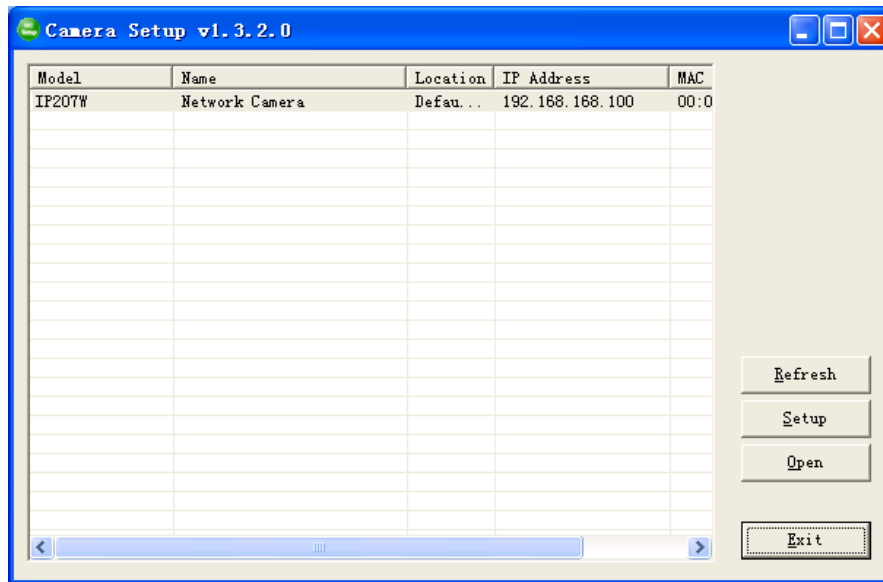 Camera Setup v1.3.2.0
Model Name Location IP Address MAC
IP207W Network Camera Defau... 192.168.168.100 00:0
Refresh
Setup
Open
Exit